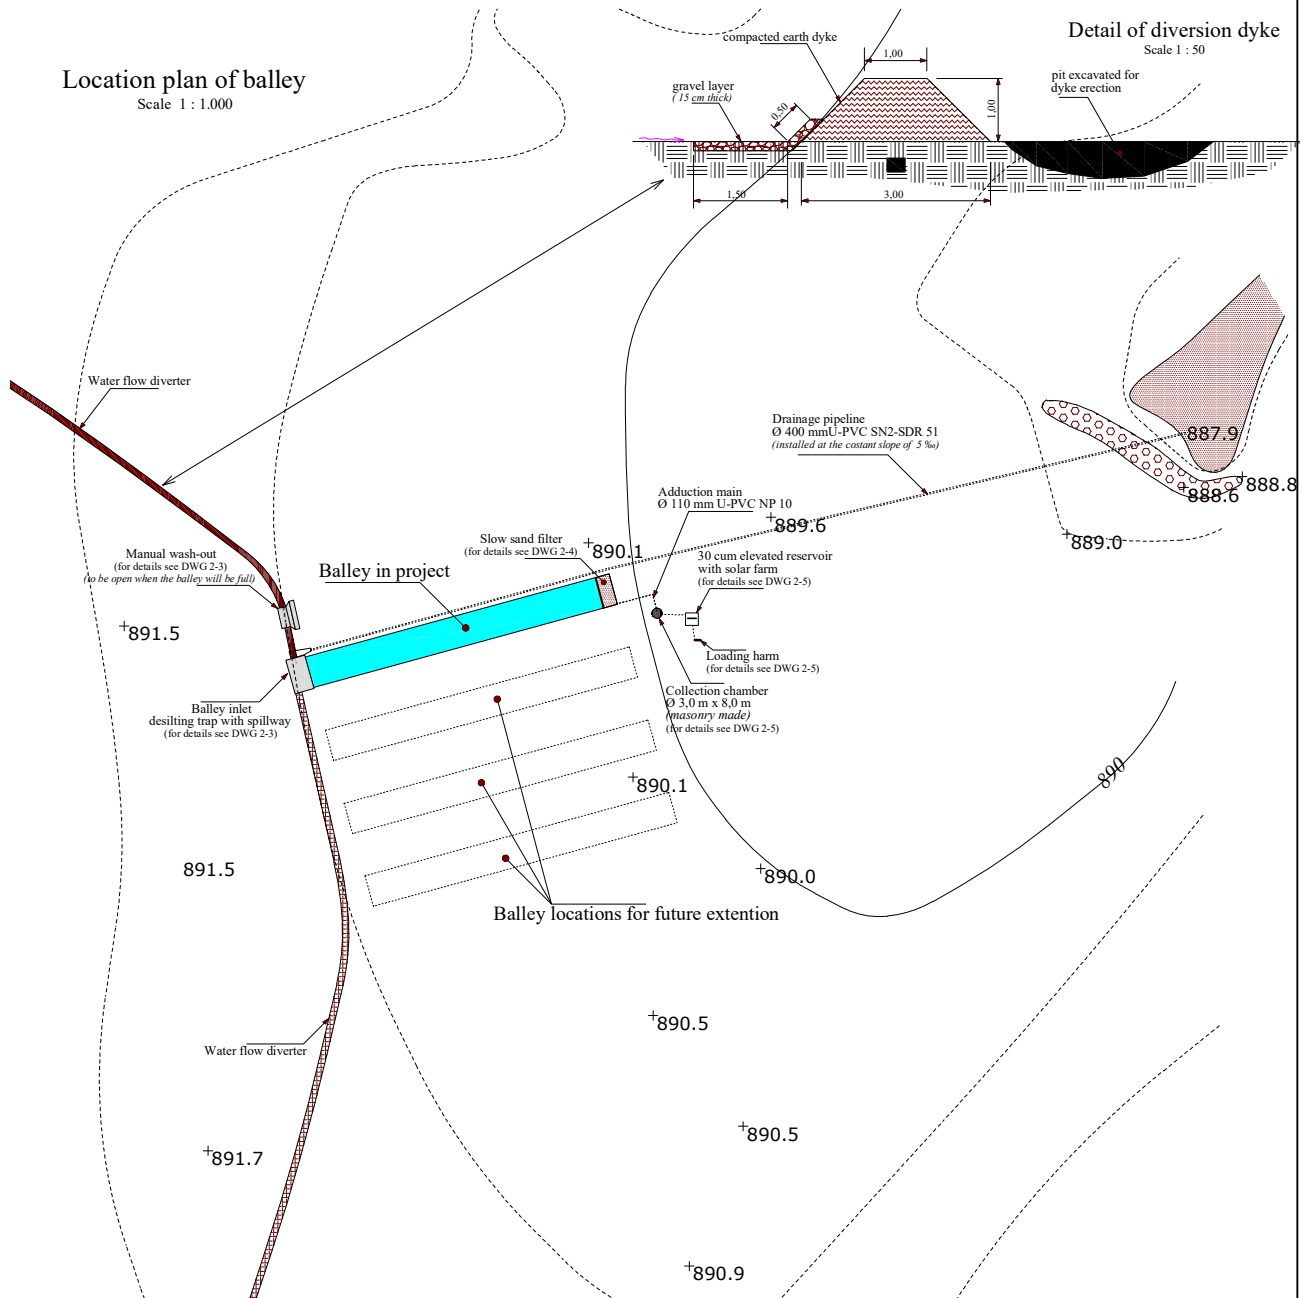 Location plan of balley
Scale 1 : 1.000
Detail of diversion dyke
Scale 1 : 50
compacted earth dyke
1,00
pit excavated for
dyke erection
gravel layer
( 15 cm thick)
0,50
1,00
1,50
3,00
Water flow diverter
Drainage pipeline
Ø 400 mmU-PVC SN2-SDR 51
(installed at the costant slope of 5 ‰)
887.9
888.6
888.8
Adduction main
Ø 110 mm U-PVC NP 10
889.6
889.0
Slow sand filter
(for details see DWG 2-4)
890.1
30 cum elevated reservoir
with solar farm
(for details see DWG 2-5)
Manual wash-out
(for details see DWG 2-3)
(to be open when the balley will be full)
Balley in project
891.5
Loading harm
(for details see DWG 2-5)
Collection chamber
Ø 3,0 m x 8,0 m
(masonry made)
(for details see DWG 2-5)
Balley inlet
desilting trap with spillway
(for details see DWG 2-3)
890
890.1
891.5
890.0
Balley locations for future extention
890.5
Water flow diverter
890.5
891.7
890.9